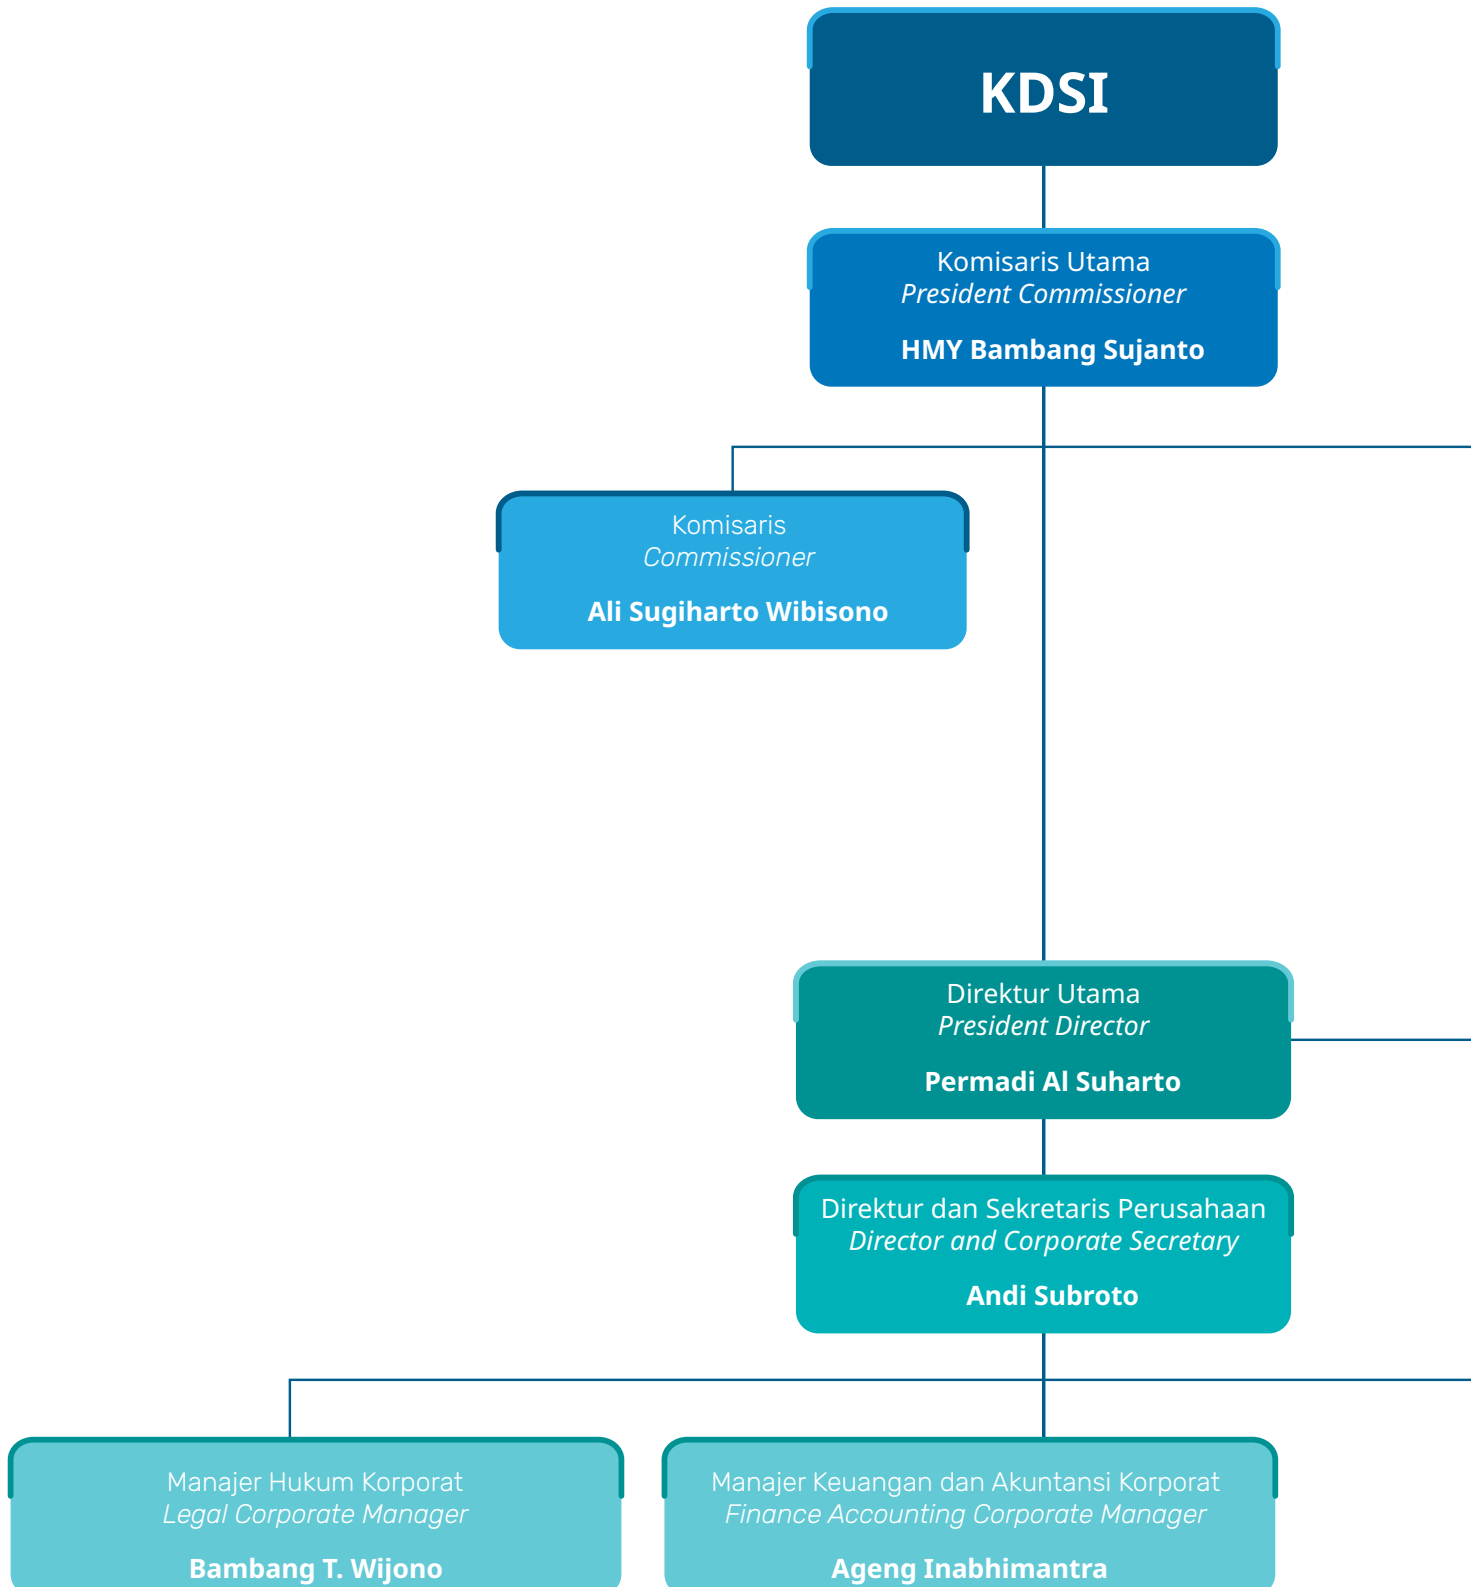 KDSI
Komisaris Utama
President Commissioner
HMY Bambang Sujanto
Komisaris
Commissioner
Ali Sugiharto Wibisono
Direktur Utama
President Director
Permadi Al Suharto
Direktur dan Sekretaris Perusahaan
Director and Corporate Secretary
Andi Subroto
Manajer Hukum Korporat
Legal Corporate Manager
Bambang T. Wijono
Manajer Keuangan dan Akuntansi Korporat
Finance Accounting Corporate Manager
Ageng Inabhimantra